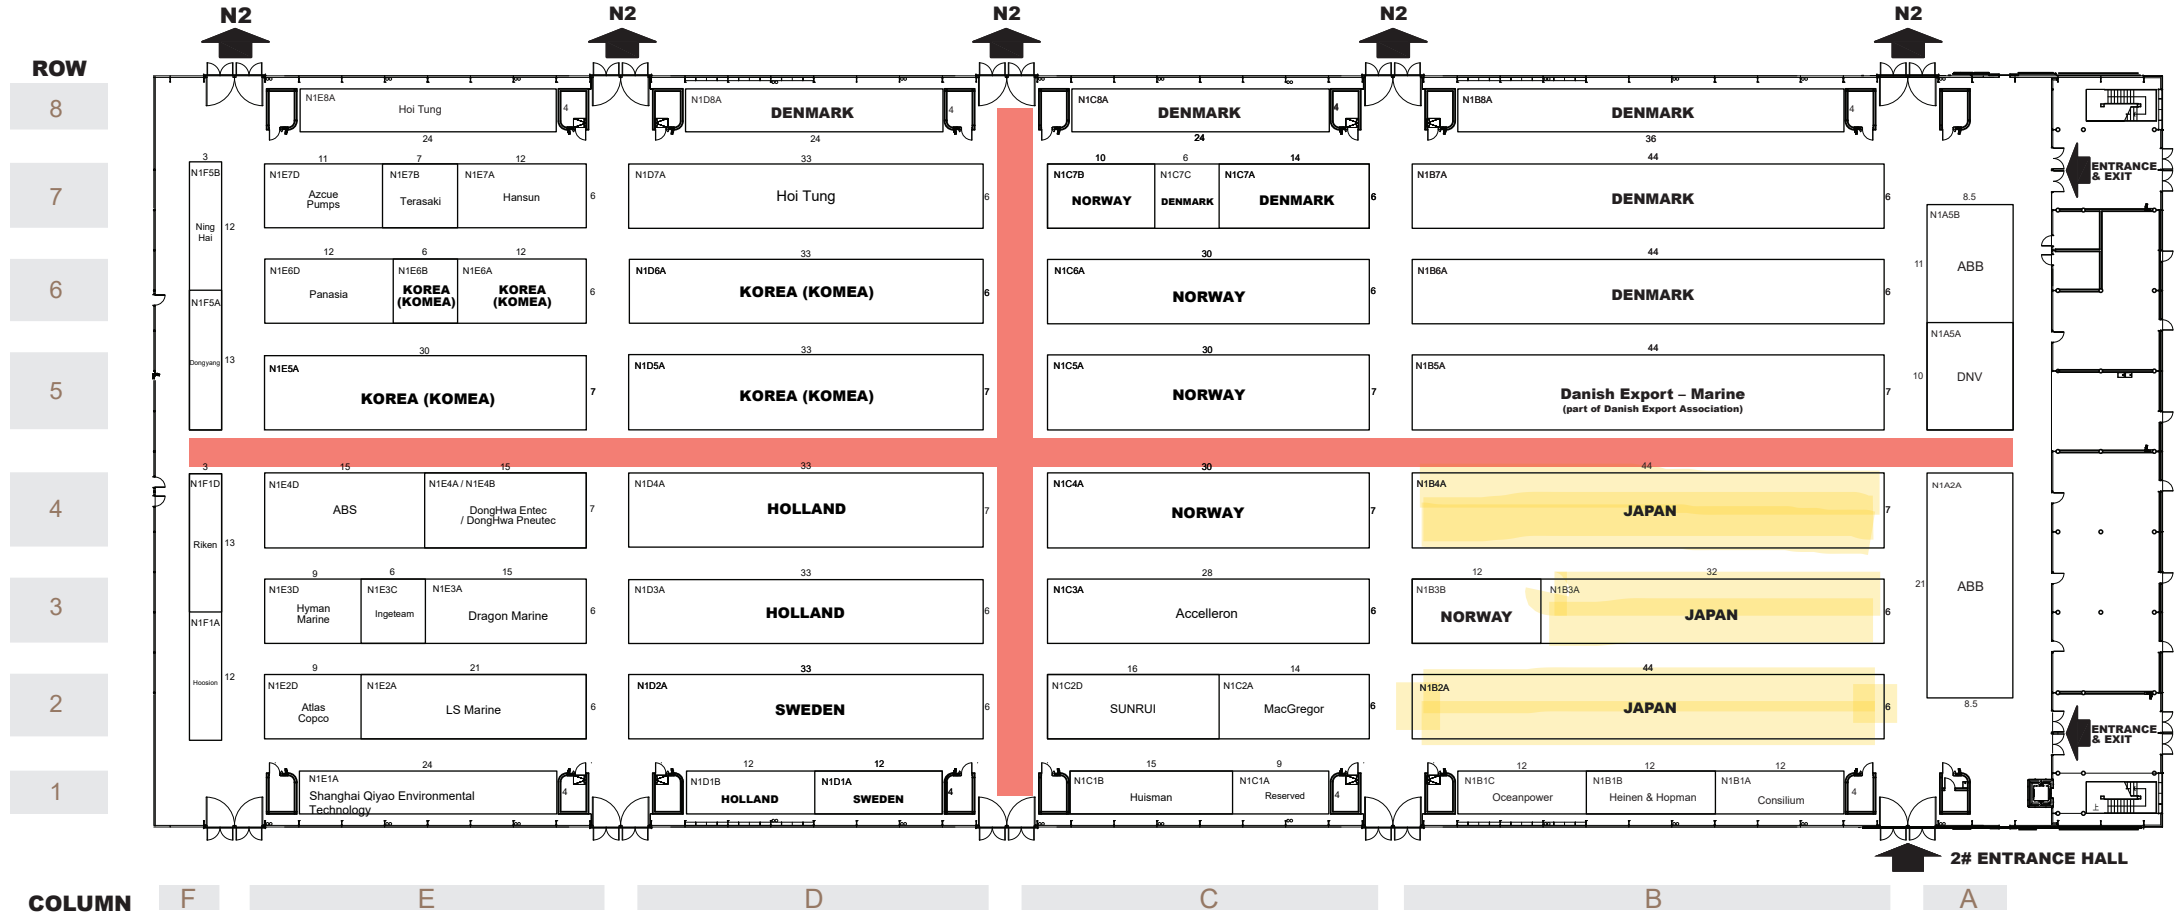 N2 N2 N2 N2 N2
ROW
8
N1E8A
Hoi Tung
4
24
N1D8A
DENMARK
4
24
N1C8A
DENMARK
4
24
N1B8A
DENMARK
4
36
ENTRANCE
& EXIT
7
3
N1F5B
Ning
Hai
12
11
N1E7D
Azcue
Pumps
7
N1E7B
Terasaki
12
N1E7A
Hansun
6
33
N1D7A
Hoi Tung
6
10
N1C7B
NORWAY
6
N1C7C
DENMARK
14
N1C7A
DENMARK
6
44
N1B7A
DENMARK
6
8.5
N1A5B
ABB
11
6
12
N1E6D
Panasia
6
N1E6B
KOREA
(KOMEA)
12
N1E6A
KOREA
(KOMEA)
6
33
N1D6A
KOREA (KOMEA)
6
30
N1C6A
NORWAY
6
44
N1B6A
DENMARK
6
5
N1F5A
Dongyang
13
30
N1E5A
KOREA (KOMEA)
7
33
N1D5A
KOREA (KOMEA)
7
30
N1C5A
NORWAY
7
44
N1B5A
Danish Export – Marine
(part of Danish Export Association)
7
N1A5A
DNV
10
4
3
N1F1D
Riken
13
15
N1E4D
ABS
15
N1E4A / N1E4B
DongHwa Entec
/ DongHwa Pneutec
7
33
N1D4A
HOLLAND
7
30
N1C4A
NORWAY
7
44
N1B4A
JAPAN
7
N1A2A
ABB
21
8.5
3
9
N1E3D
Hyman
Marine
6
N1E3C
Ingeteam
15
N1E3A
Dragon Marine
6
33
N1D3A
HOLLAND
6
28
N1C3A
Accelleron
6
12
N1B3B
NORWAY
32
N1B3A
JAPAN
6
2
N1F1A
Hoosion
12
9
N1E2D
Atlas
Copco
21
N1E2A
LS Marine
6
33
N1D2A
SWEDEN
6
16
N1C2D
SUNRUI
14
N1C2A
MacGregor
6
44
N1B2A
JAPAN
6
ENTRANCE
& EXIT
1
24
N1E1A
Shanghai Qiyao Environmental
Technology
4
12
N1D1B
HOLLAND
12
N1D1A
SWEDEN
4
15
N1C1B
Huisman
9
N1C1A
Reserved
4
12
N1B1C
Oceanpower
12
N1B1B
Heinen & Hopman
12
N1B1A
Consilium
4
上
2# ENTRANCE HALL
COLUMN F E D C B A